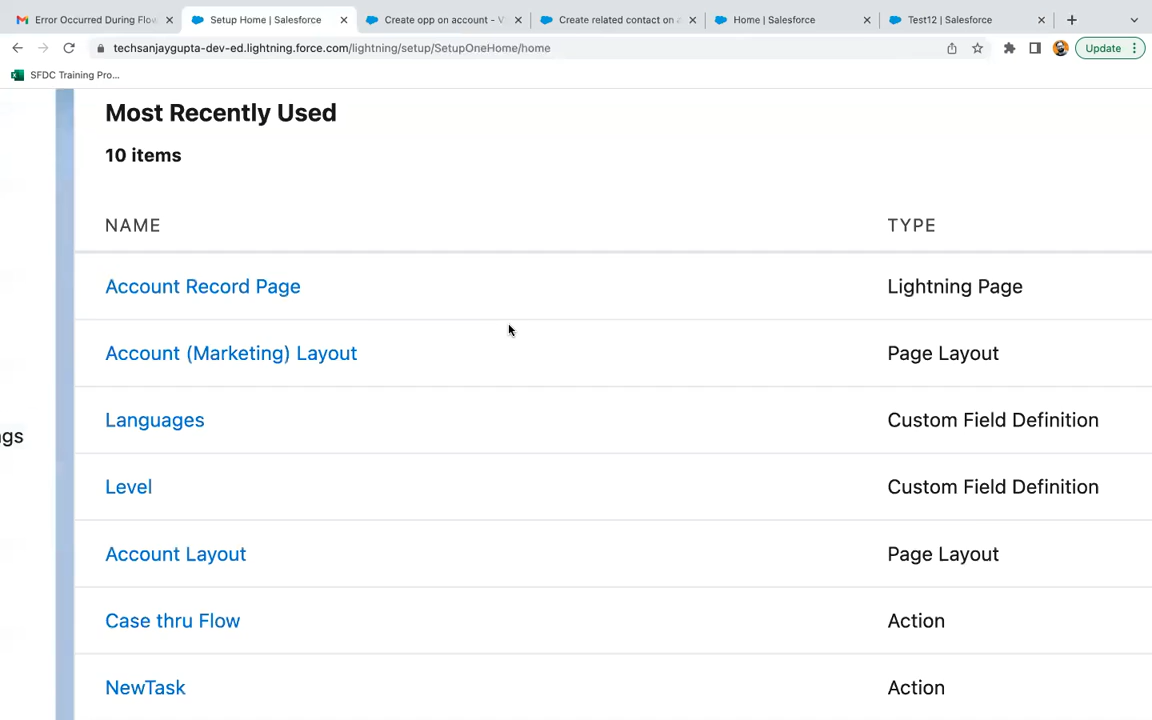 Error Occurred During Flow
Setup Home | Salesforce
Create opp on account - V
Create related contact on a
Home | Salesforce
Test12 | Salesforce
techsanjaygupta-dev-ed.lightning.force.com/lightning/setup/SetupOneHome/home
Update
SFDC Training Pro...
Most Recently Used
10 items
NAME TYPE
Account Record Page Lightning Page
Account (Marketing) Layout Page Layout
Languages Custom Field Definition
ngs
Level Custom Field Definition
Account Layout Page Layout
Case thru Flow Action
NewTask Action